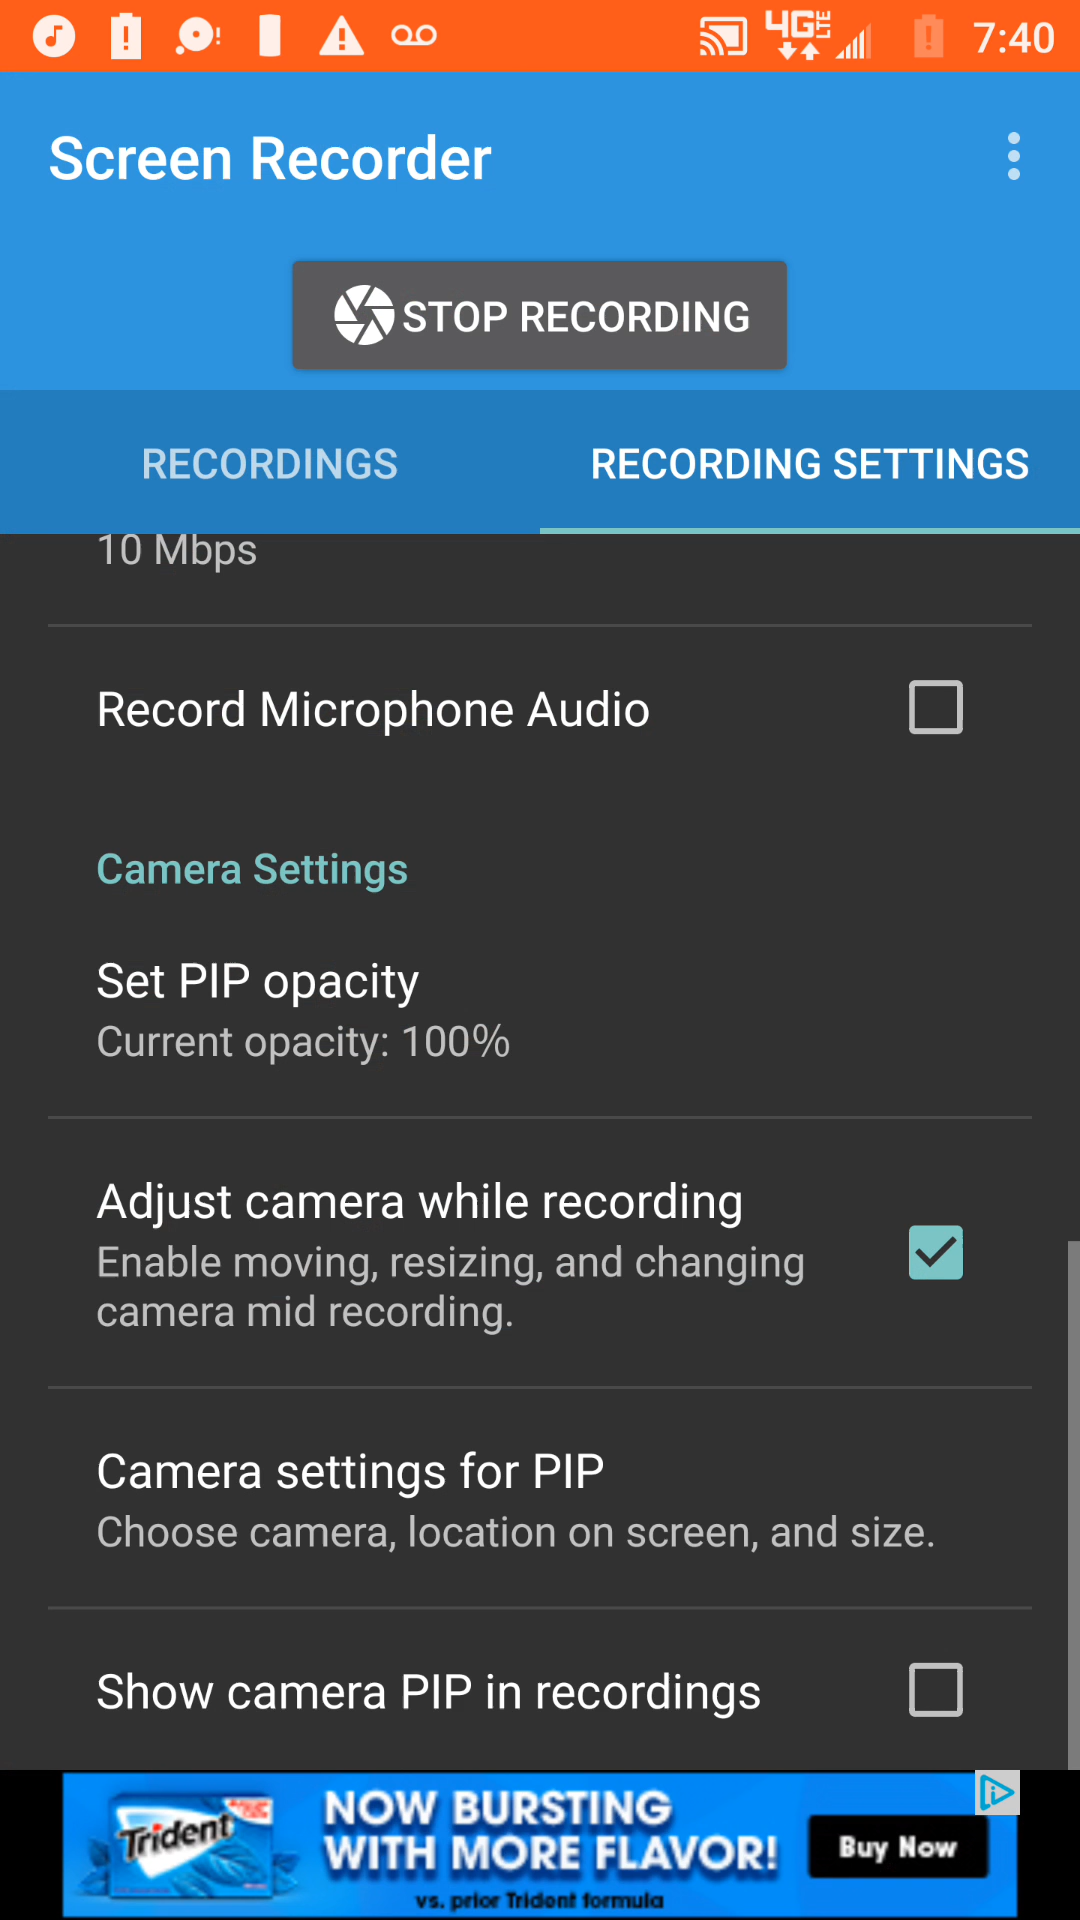 4G LTE 7:40
Screen Recorder
STOP RECORDING
RECORDINGS RECORDING SETTINGS
10 Mbps
Record Microphone Audio
Camera Settings
Set PIP opacity
Current opacity: 100%
Adjust camera while recording
Enable moving, resizing, and changing
camera mid recording.
Camera settings for PIP
Choose camera, location on screen, and size.
Show camera PIP in recordings
Trident
NOW BURSTING
WITH MORE FLAVOR!
vs. prior Trident formula
Buy Now